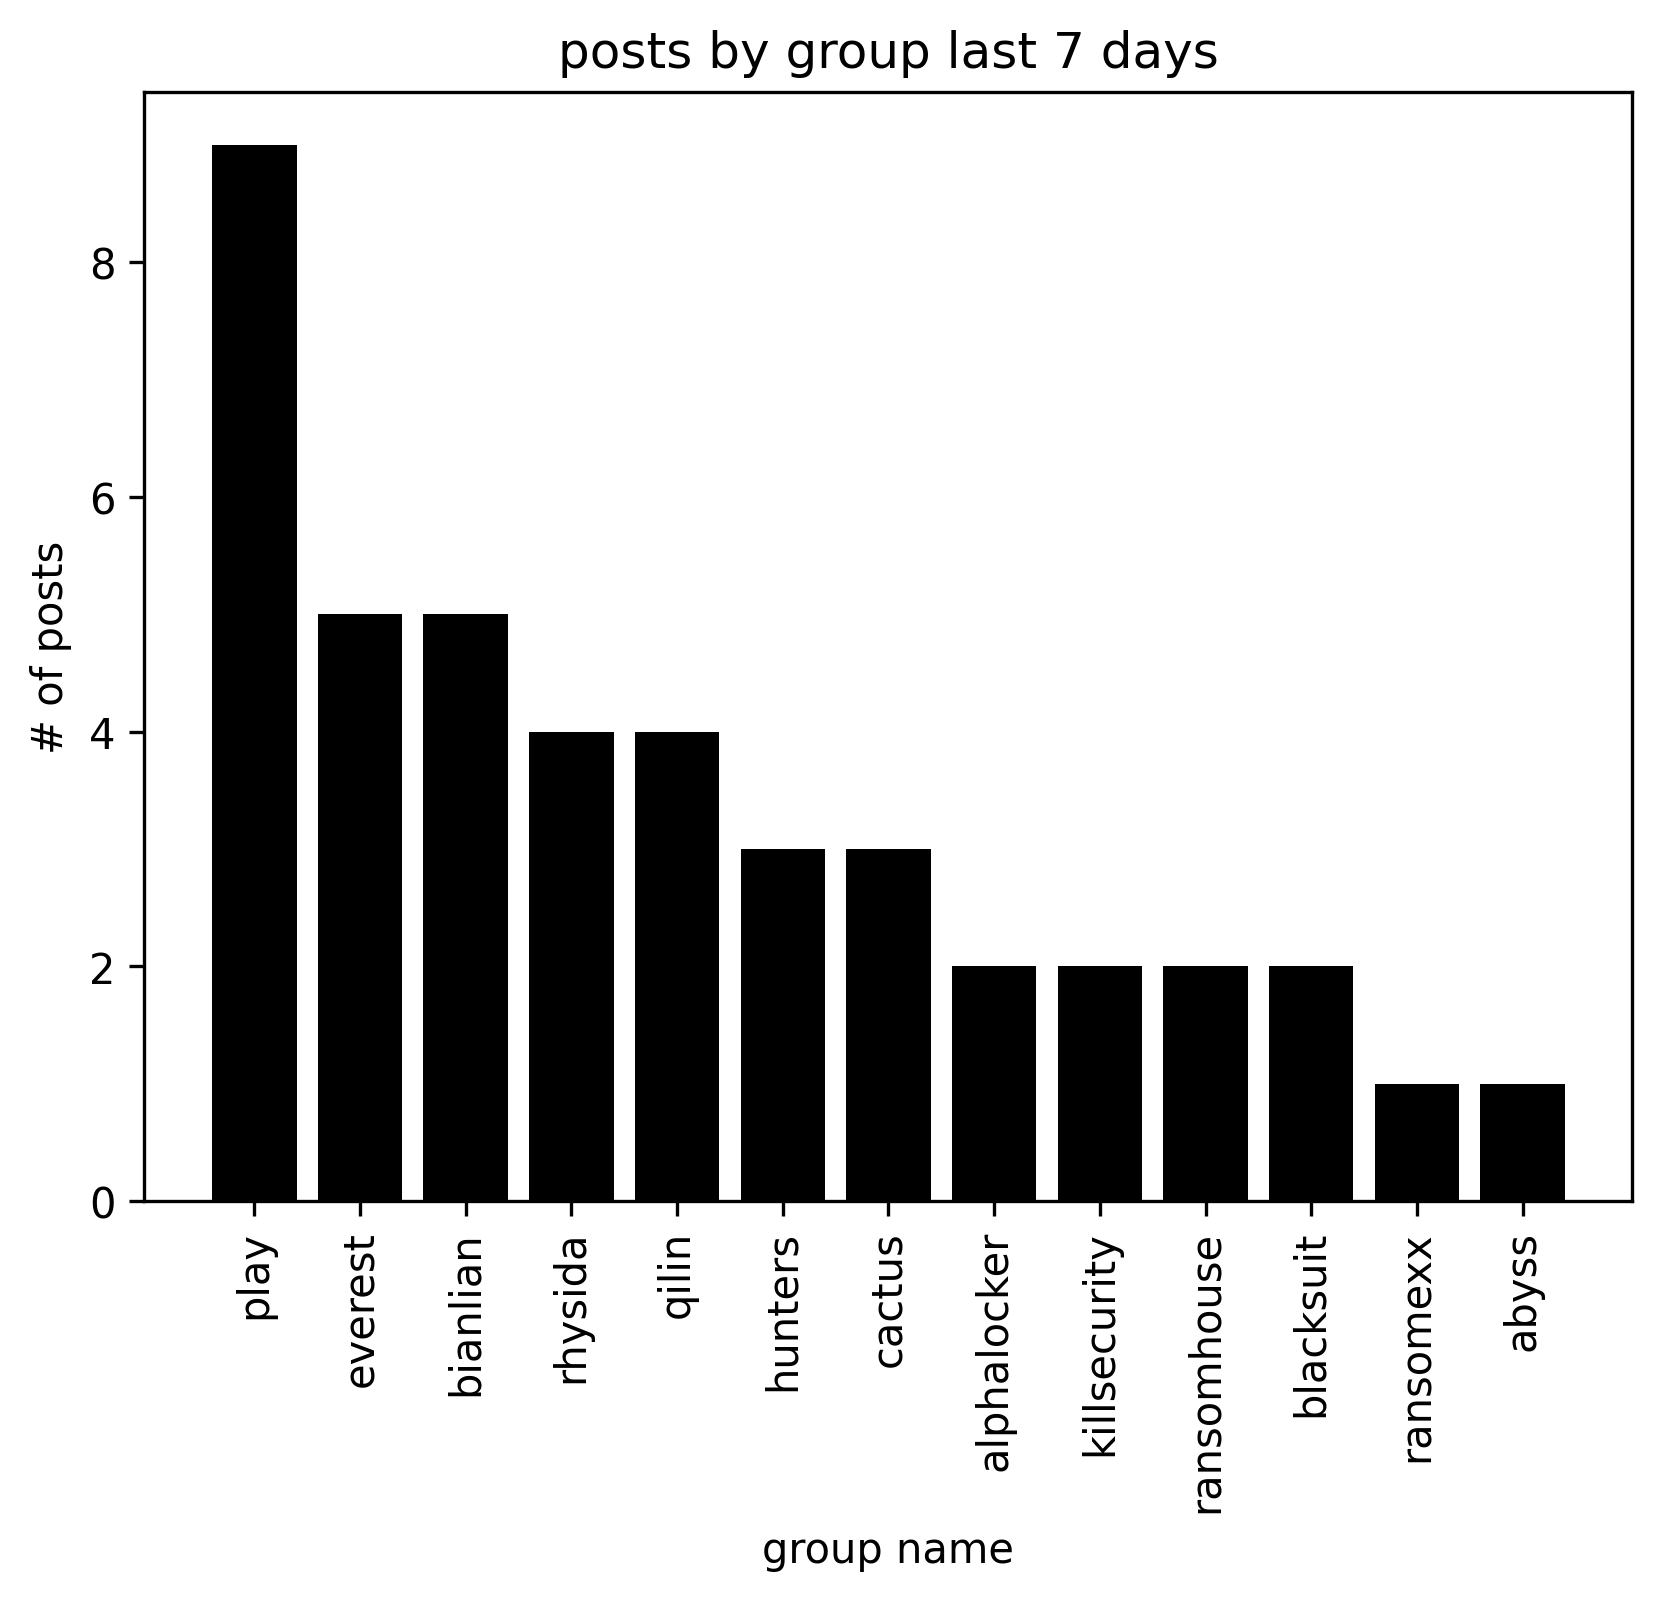 posts by group last 7 days
# of posts
8
6
4
2
0
play
everest
bianlian
rhysida
qilin
hunters
cactus
alphalocker
killsecurity
ransomhouse
blacksuit
ransomexx
abyss
group name